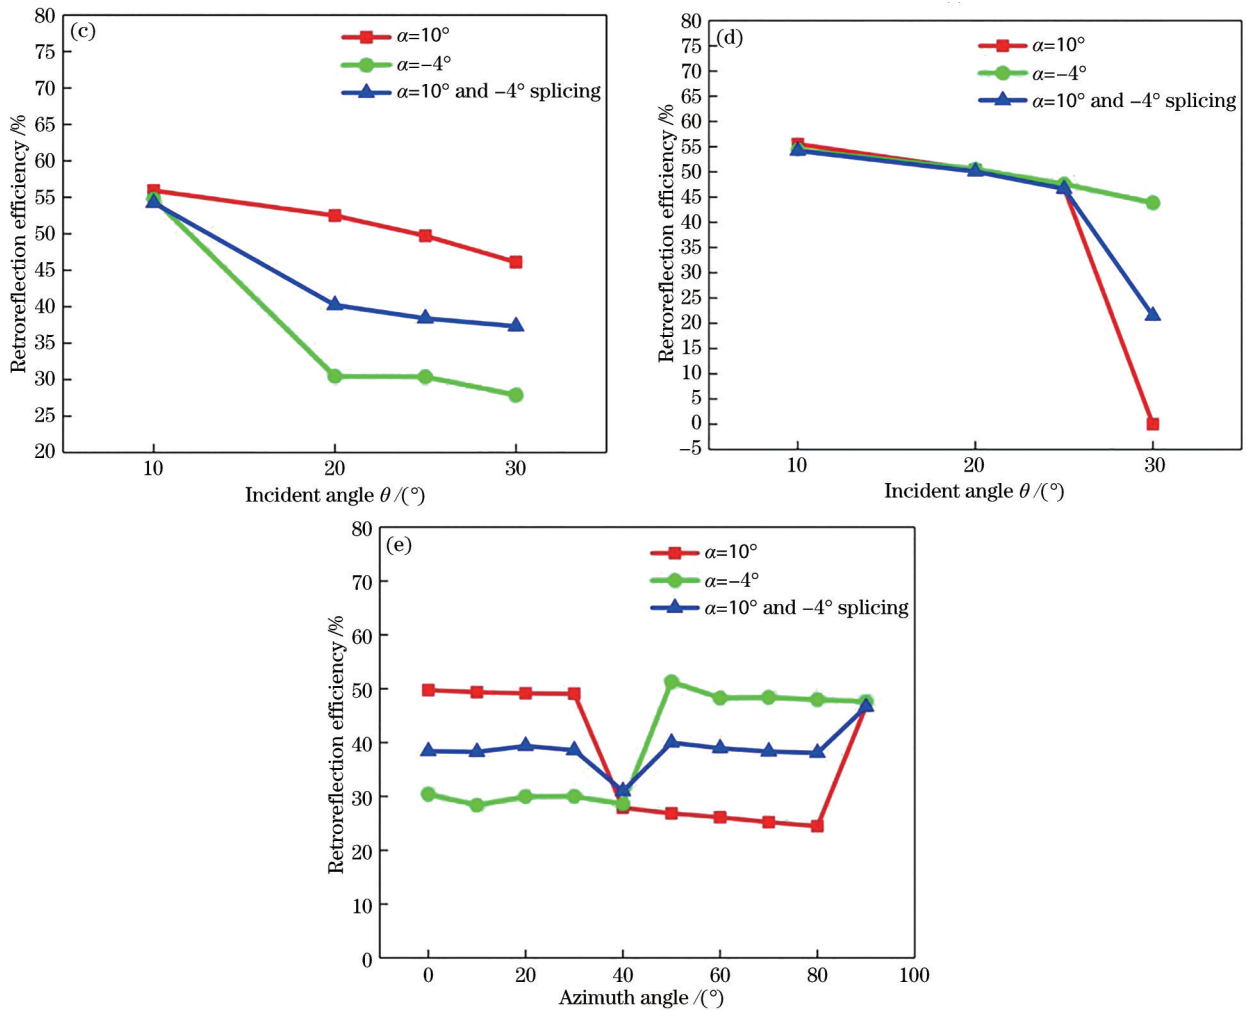 (c)
α=10°
α=−4°
α=10° and −4° splicing
80
75
70
65
60
55
50
45
40
35
30
25
20
Retroreflection efficiency /%
10
20
30
Incident angle θ /(°)
(d)
α=10°
α=−4°
α=10° and −4° splicing
80
75
70
65
60
55
50
45
40
35
30
25
20
15
10
5
0
−5
Retroreflection efficiency /%
10
20
30
Incident angle θ /(°)
(e)
α=10°
α=−4°
α=10° and −4° splicing
80
70
60
50
40
30
20
10
0
Retroreflection efficiency /%
0
20
40
60
80
100
Azimuth angle /(°)